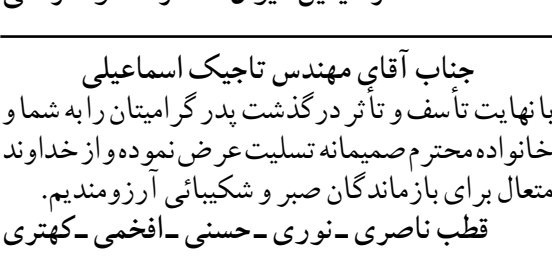 جناب آقای مهندس تاجیک اسماعیلی
با نهایت تأسف و تأثر درگذشت پدر گرامیتان را به شما و
خانواده محترم صمیمانه تسلیت عرض نموده و از خداوند
متعال برای بازماندگان صبر و شکیبائی آرزومندیم.
قطب ناصری ـ نوری ـ حسنی ـ افخمی ـ کهتری